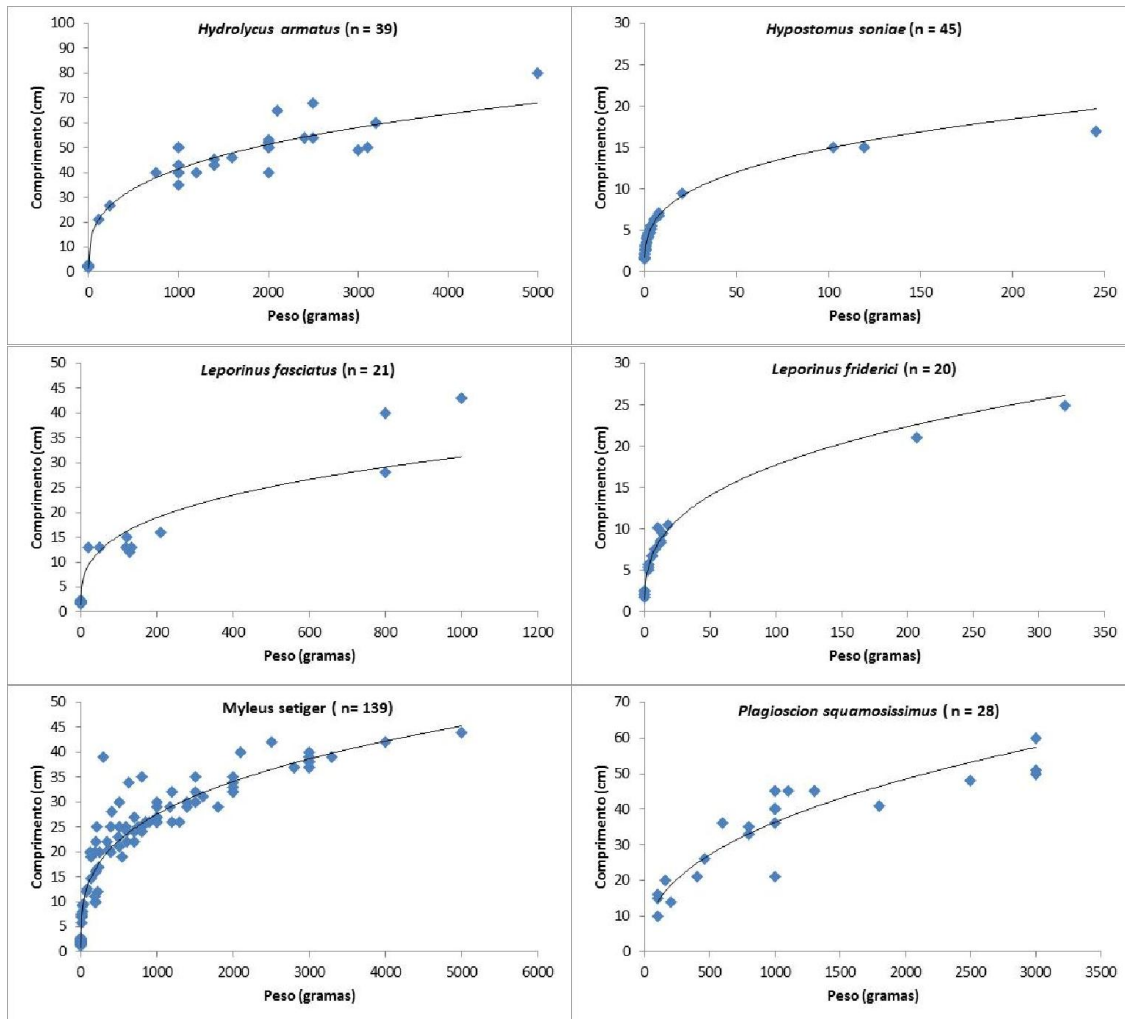 Hydrolycus armatus (n = 39)
Comprimento (cm)
100
90
80
70
60
50
40
30
20
10
0
0 1000 2000 3000 4000 5000
Peso (gramas)
Hypostomus soniae (n = 45)
Comprimento (cm)
30
25
20
15
10
5
0
0 50 100 150 200 250
Peso (gramas)
Leporinus fasciatus (n = 21)
Comprimento (cm)
50
45
40
35
30
25
20
15
10
5
0
0 200 400 600 800 1000 1200
Peso (gramas)
Leporinus friderici (n = 20)
Comprimento (cm)
30
25
20
15
10
5
0
0 50 100 150 200 250 300 350
Peso (gramas)
Myleus setiger ( n= 139)
Comprimento (cm)
50
45
40
35
30
25
20
15
10
5
0
0 1000 2000 3000 4000 5000 6000
Peso (gramas)
Plagioscion squamosissimus ( n = 28)
Comprimento (cm)
70
60
50
40
30
20
10
0
0 500 1000 1500 2000 2500 3000 3500
Peso (gramas)